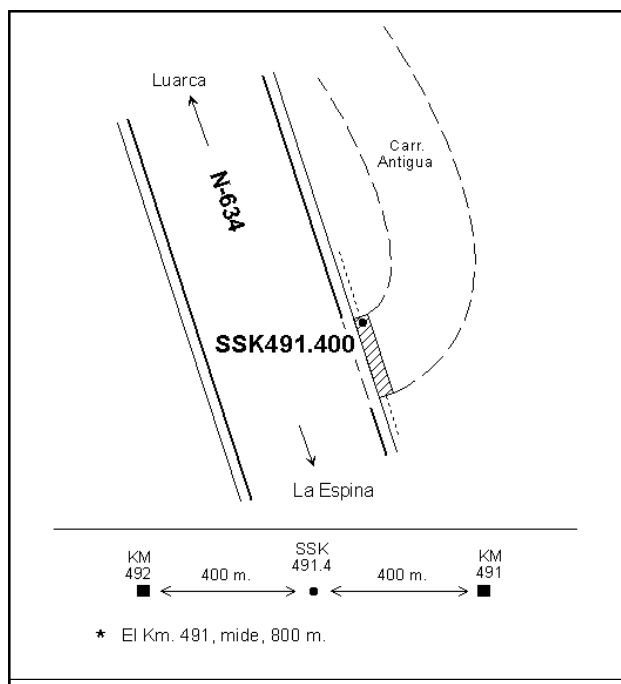 Luarca
Carr.
Antigua
N-634
SSK491.400
La Espina
KM
492
400 m.
SSK
491.4
400 m.
KM
491
* El Km. 491, mide, 800 m.